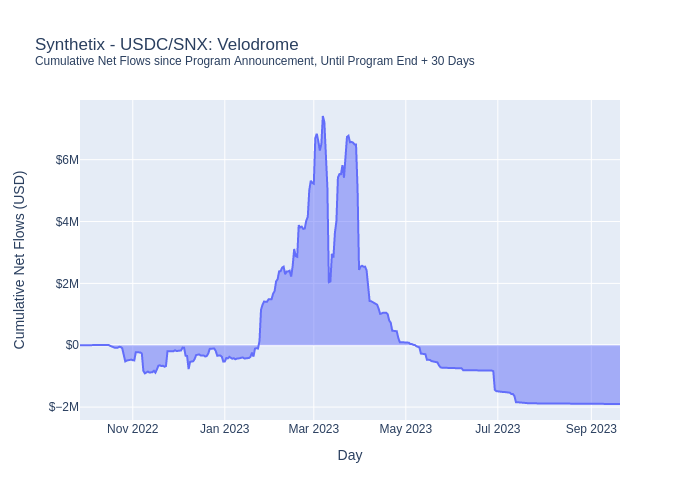 Synthetix - USDC/SNX: Velodrome
Cumulative Net Flows since Program Announcement, Until Program End + 30 Days
Cumulative Net Flows (USD)
$6M
$4M
$2M
$0
$−2M
Nov 2022
Jan 2023
Mar 2023
May 2023
Jul 2023
Sep 2023
Day